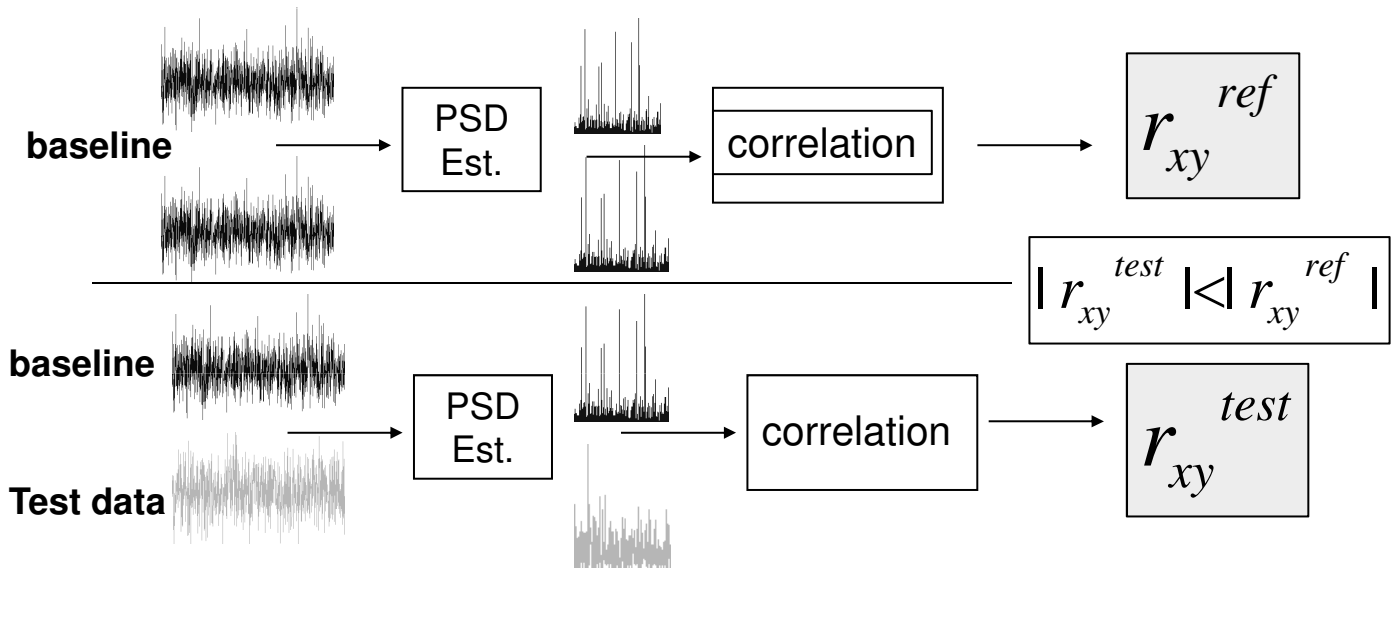 baseline
PSD
Est.
correlation
r_xy^ref
| r_xy^test |<| r_xy^ref |
baseline
Test data
PSD
Est.
correlation
r_xy^test